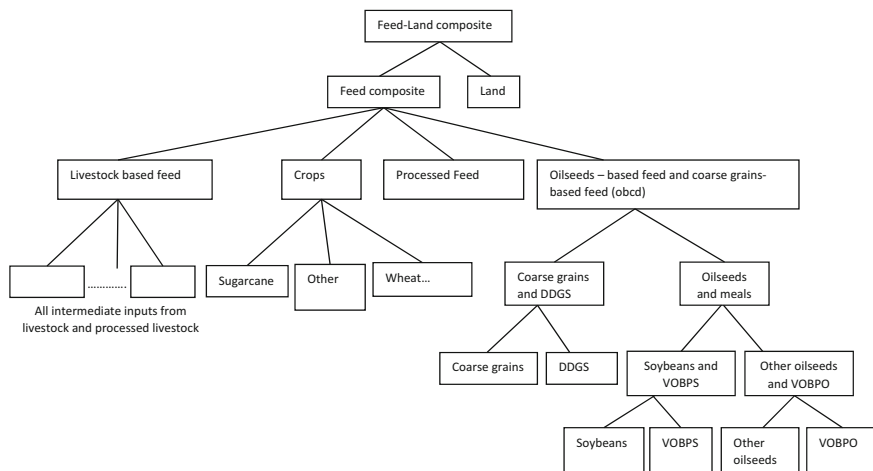 Feed-Land composite
Feed composite
Land
Livestock based feed
Crops
Processed Feed
Oilseeds – based feed and coarse grains-
based feed (obcd)
.............
Sugarcane
Other
Wheat...
Coarse grains
and DDGS
Oilseeds
and meals
All intermediate inputs from
livestock and processed livestock
Coarse grains
DDGS
Soybeans and
VOBPS
Other oilseeds
and VOBPO
Soybeans
VOBPS
Other
oilseeds
VOBPO